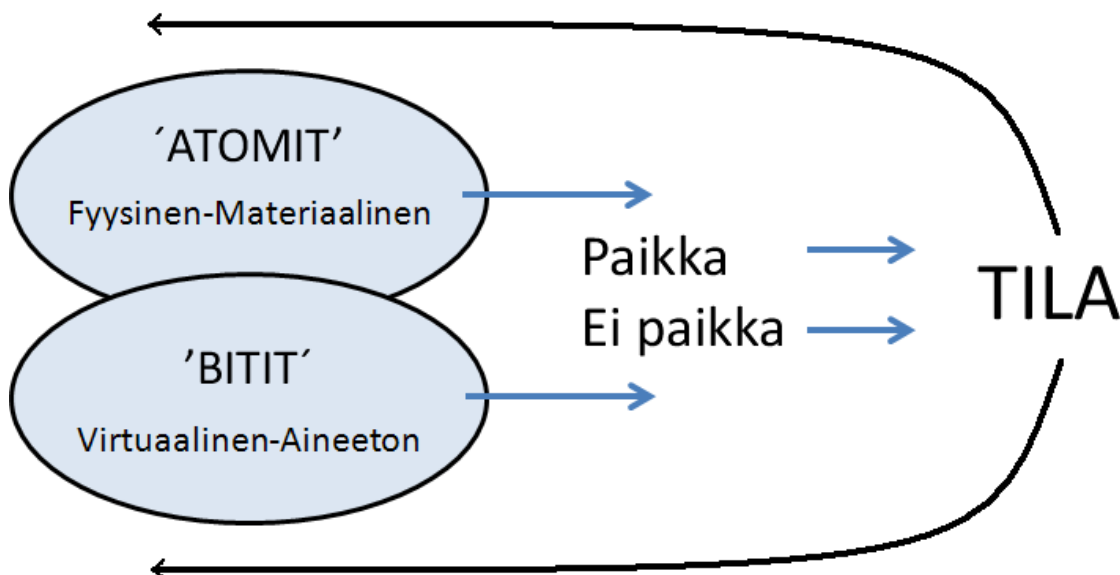 ´ATOMIT’
Fyysinen-Materiaalinen
Paikka
Ei paikka
TILA
’BITIT´
Virtuaalinen-Aineeton